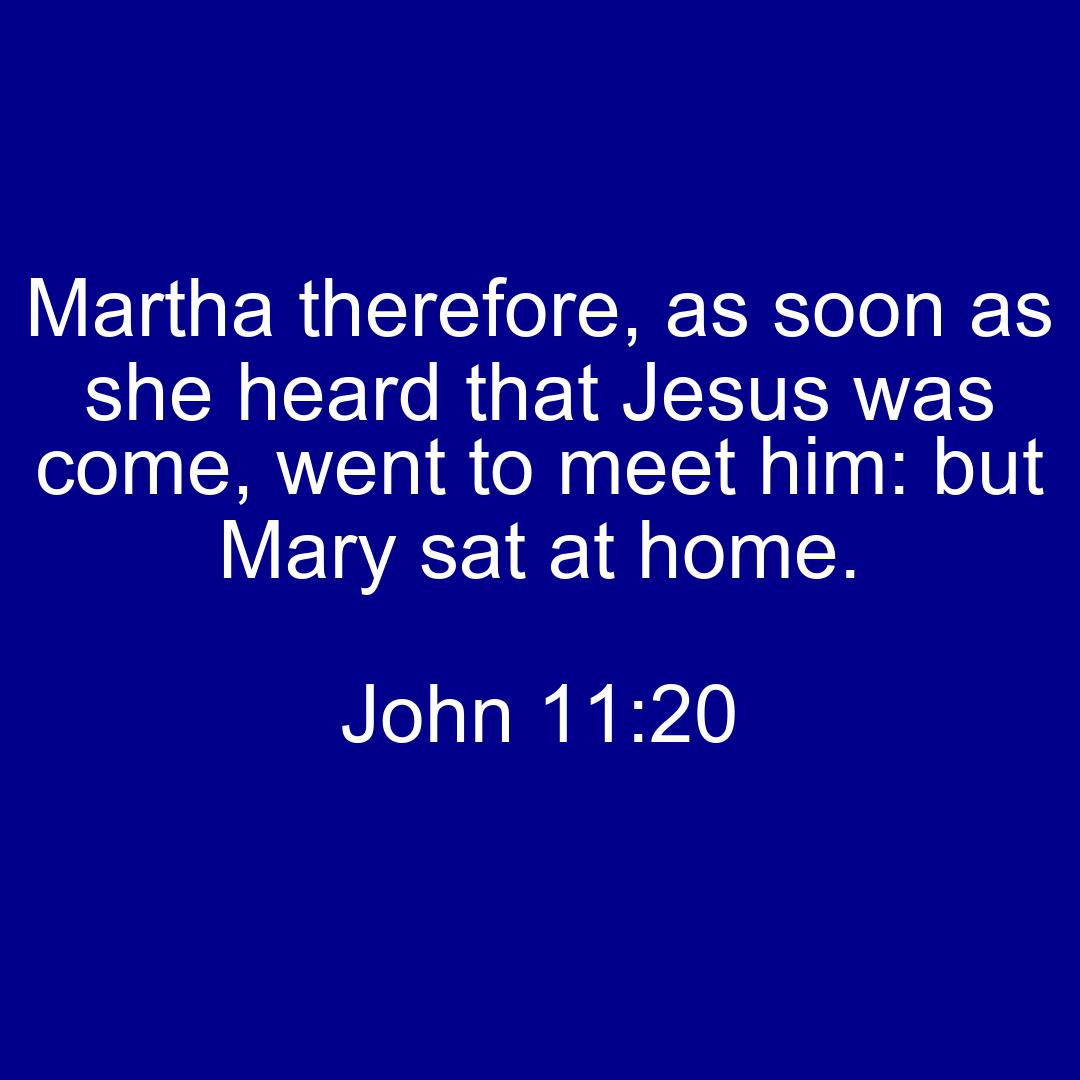 Martha therefore, as soon as
she heard that Jesus was
come, went to meet him: but
Mary sat at home.
John 11:20